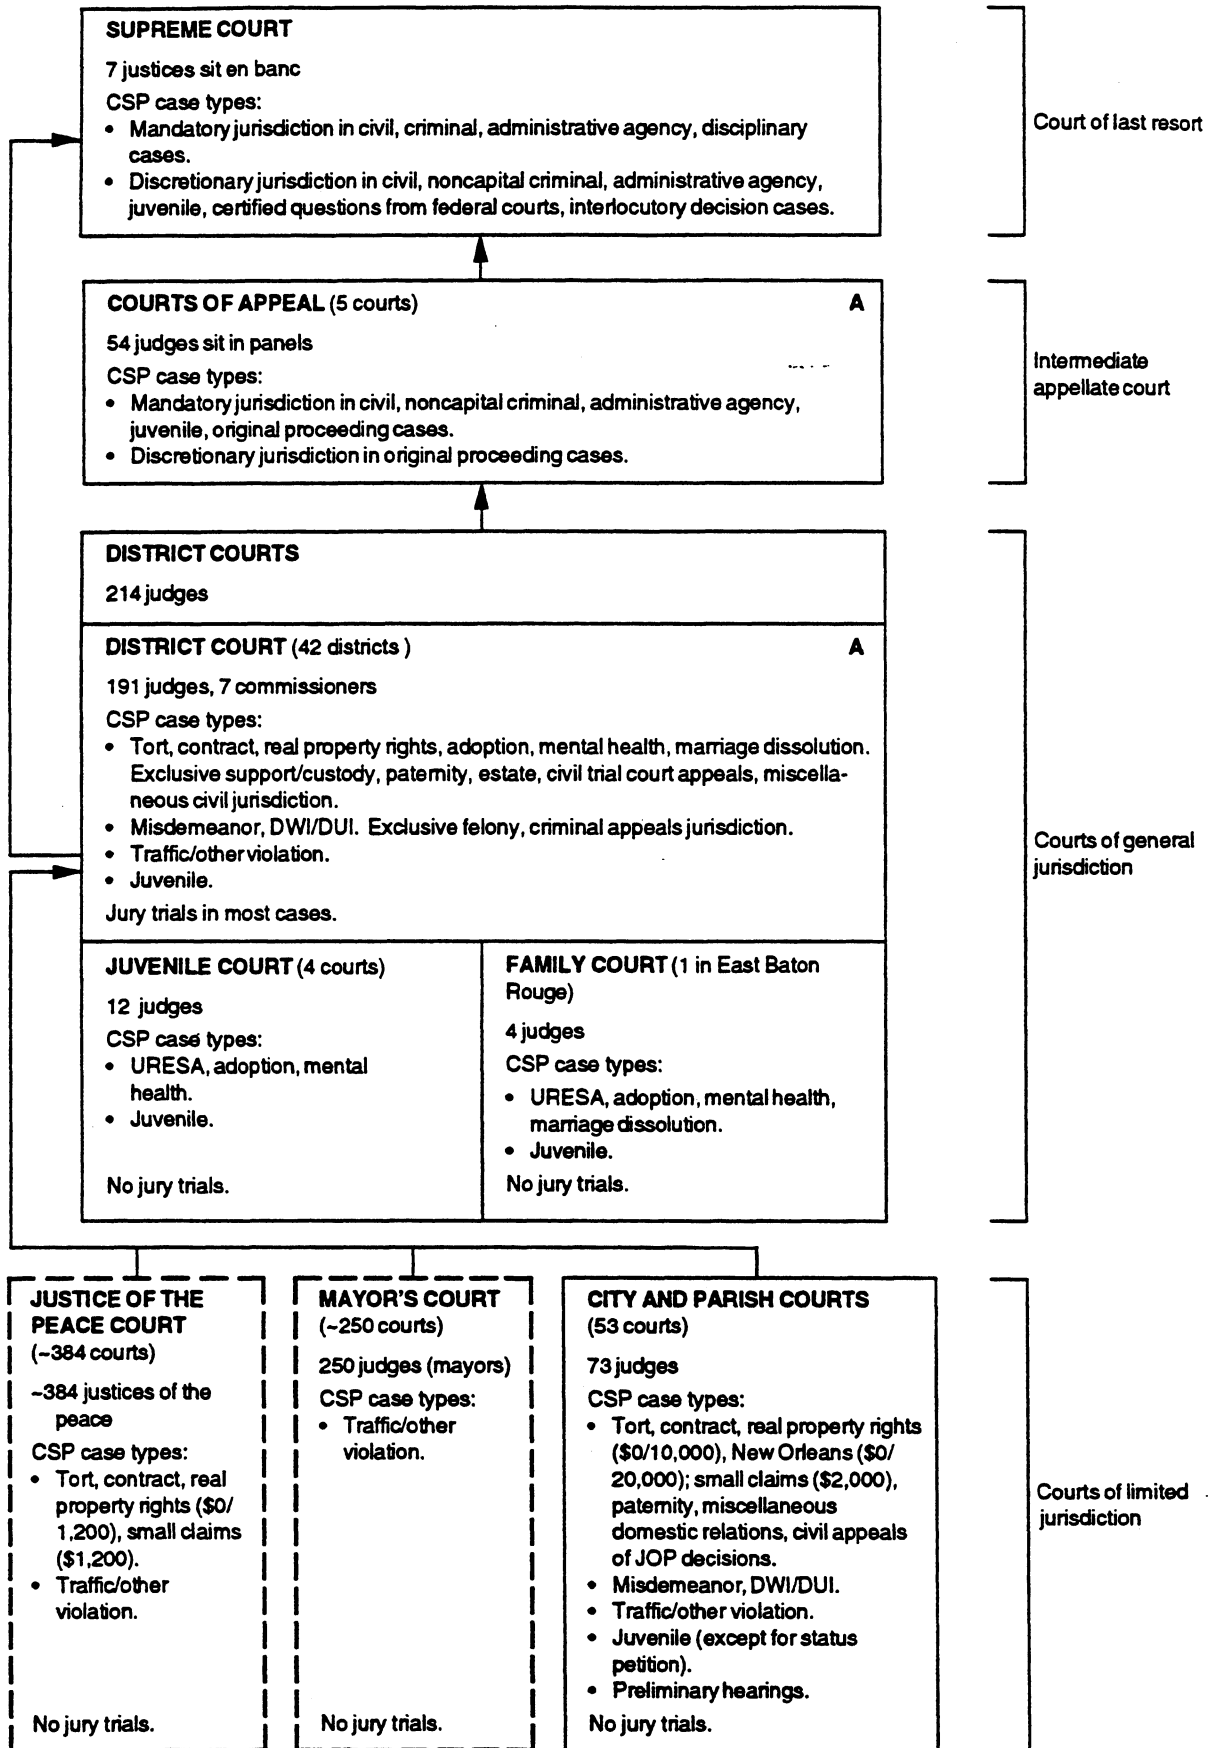 SUPREME COURT
7 justices sit en banc
CSP case types:
• Mandatory jurisdiction in civil, criminal, administrative agency, disciplinary
cases.
• Discretionary jurisdiction in civil, noncapital criminal, administrative agency,
juvenile, certified questions from federal courts, interlocutory decision cases.
Court of last resort
COURTS OF APPEAL (5 courts) A
54 judges sit in panels
CSP case types:
• Mandatory jurisdiction in civil, noncapital criminal, administrative agency,
juvenile, original proceeding cases.
• Discretionary jurisdiction in original proceeding cases.
Intermediate
appellate court
DISTRICT COURTS
214 judges
DISTRICT COURT (42 districts ) A
191 judges, 7 commissioners
CSP case types:
• Tort, contract, real property rights, adoption, mental health, marriage dissolution.
Exclusive support/custody, paternity, estate, civil trial court appeals, miscella-
neous civil jurisdiction.
• Misdemeanor, DWI/DUI. Exclusive felony, criminal appeals jurisdiction.
• Traffic/other violation.
• Juvenile.
Jury trials in most cases.
Courts of general
jurisdiction
JUVENILE COURT (4 courts)
12 judges
CSP case types:
• URESA, adoption, mental
health.
• Juvenile.
No jury trials.
FAMILY COURT (1 in East Baton
Rouge)
4 judges
CSP case types:
• URESA, adoption, mental health,
marriage dissolution.
• Juvenile.
No jury trials.
JUSTICE OF THE
PEACE COURT
(~384 courts)
~384 justices of the
peace
CSP case types:
• Tort, contract, real
property rights ($0/
1,200), small claims
($1,200).
• Traffic/other
violation.
No jury trials.
MAYOR'S COURT
(~250 courts)
250 judges (mayors)
CSP case types:
• Traffic/other
violation.
No jury trials.
CITY AND PARISH COURTS
(53 courts)
73 judges
CSP case types:
• Tort, contract, real property rights
($0/10,000), New Orleans ($0/
20,000); small claims ($2,000),
paternity, miscellaneous
domestic relations, civil appeals
of JOP decisions.
• Misdemeanor, DWI/DUI.
• Traffic/other violation.
• Juvenile (except for status
petition).
• Preliminary hearings.
No jury trials.
Courts of limited
jurisdiction